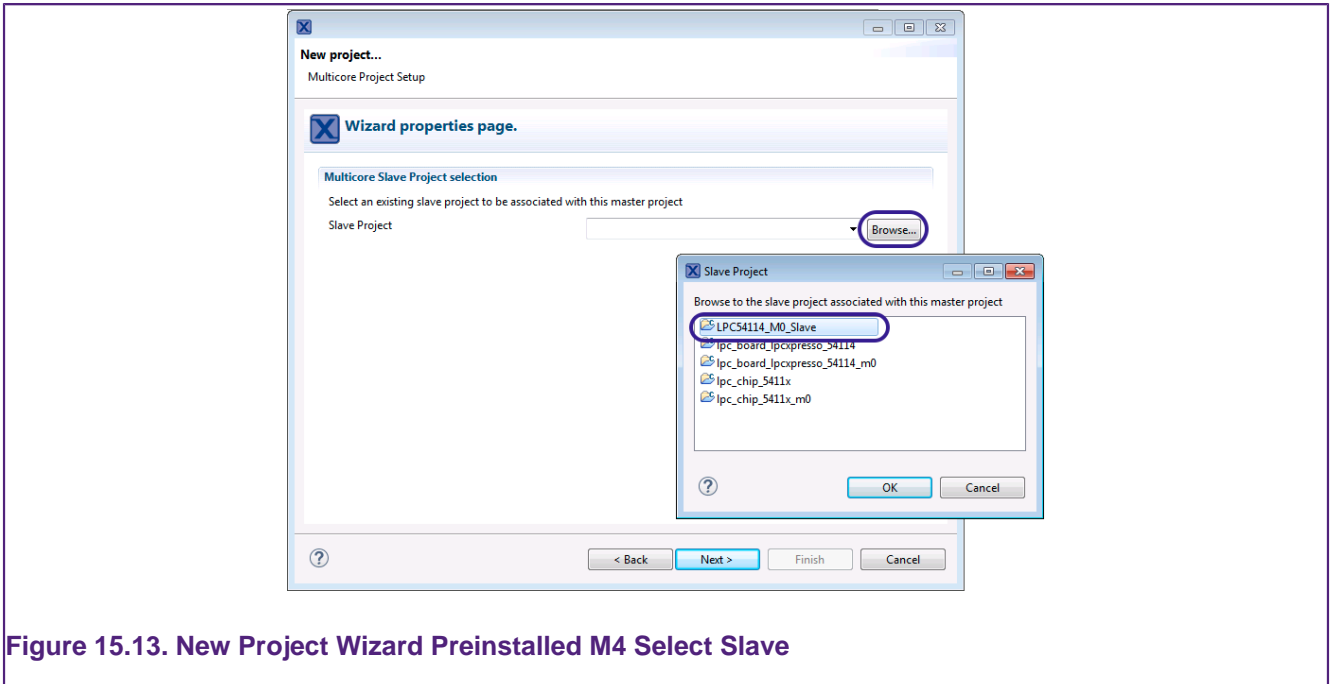 New project...
Multicore Project Setup
Wizard properties page.
Multicore Slave Project selection
Select an existing slave project to be associated with this master project
Slave Project
Browse...
Slave Project
Browse to the slave project associated with this master project
LPC54114_M0_Slave
lpc_board_lpcxpresso_54114
lpc_board_lpcxpresso_54114_m0
lpc_chip_5411x
lpc_chip_5411x_m0
? OK Cancel
? < Back Next > Finish Cancel
Figure 15.13. New Project Wizard Preinstalled M4 Select Slave